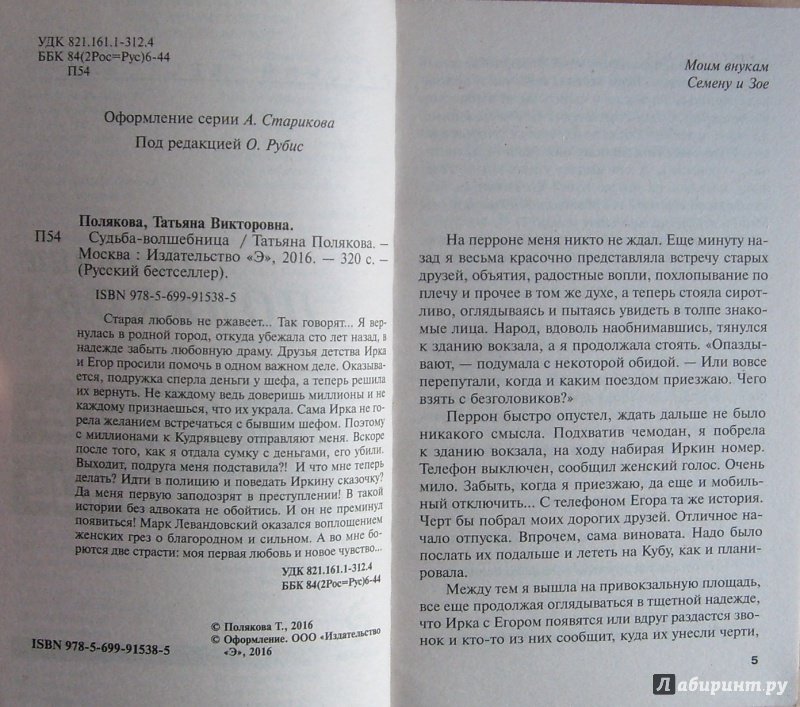 УДК 821.161.1-312.4
ББК 84(2Рос=Рус)6-44
П54
Оформление серии А. Старикова
Под редакцией О. Рубис
Полякова, Татьяна Викторовна.
П54 Судьба-волшебница / Татьяна Полякова. –
Москва : Издательство «Э», 2016. — 320 с. –
(Русский бестселлер).
ISBN 978-5-699-91538-5
Старая любовь не ржавеет... Так говорят... Я вер-
нулась в родной город, откуда убежала сто лет назад, в
надежде забыть любовную драму. Друзья детства Ирка
и Егор просили помочь в одном важном деле. Оказыва-
ется, подружка сперла деньги у шефа, а теперь решила
их вернуть. Не каждому ведь доверишь миллионы и не
каждому признаешься, что их украла. Сама Ирка не го-
рела желанием встречаться с бывшим шефом. Поэтому
с миллионами к Кудрявцеву отправляют меня. Вскоре
после того, как я отдала сумку с деньгами, его убили.
Выходит, подруга меня подставила?! И что мне теперь
делать? Идти в полицию и поведать Иркину сказочку?
Да меня первую заподозрят в преступлении! В такой
истории без адвоката не обойтись. И он не преминул
появиться! Марк Левандовский оказался воплощением
женских грез о благородном и сильном. А во мне бо-
рются две страсти: моя первая любовь и новое чувство...
УДК 821.161.1-312.4
ББК 84(2Рос=Рус)6-44
© Полякова Т., 2016
© Оформление. ООО «Издательство
«Э», 2016
ISBN 978-5-699-91538-5
Моим внукам
Семену и Зое
На перроне меня никто не ждал. Еще минуту на-
зад я весьма красочно представляла встречу старых
друзей, объятия, радостные вопли, похлопывание по
плечу и прочее в том же духе, а теперь стояла сирот-
ливо, оглядываясь и пытаясь увидеть в толпе знако-
мые лица. Народ, вдоволь наобнимавшись, тянулся
к зданию вокзала, а я продолжала стоять. «Опазды-
вают, — подумала с некоторой обидой. — Или вовсе
перепутали, когда и каким поездом приезжаю. Чего
взять с безголовиков?»
Перрон быстро опустел, ждать дальше не было
никакого смысла. Подхватив чемодан, я побрела
к зданию вокзала, на ходу набирая Иркин номер.
Телефон выключен, сообщил женский голос. Очень
мило. Забыть, когда я приезжаю, да еще и мобиль-
ный отключить... С телефоном Егора та же история.
Черт бы побрал моих дорогих друзей. Отличное на-
чало отпуска. Впрочем, сама виновата. Надо было
послать их подальше и лететь на Кубу, как и плани-
ровала.
Между тем я вышла на привокзальную площадь,
все еще продолжая оглядываться в тщетной надежде,
что Ирка с Егором появятся или вдруг раздастся зво-
нок и кто-то из них сообщит, куда их унесли черти,
5
Лабиринт.ру